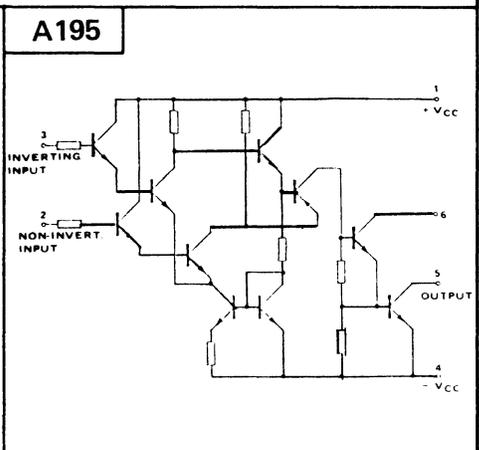 A195
1
+ VCC
3
INVERTING
INPUT
2
NON-INVERT.
INPUT
6
5
OUTPUT
4
- VCC